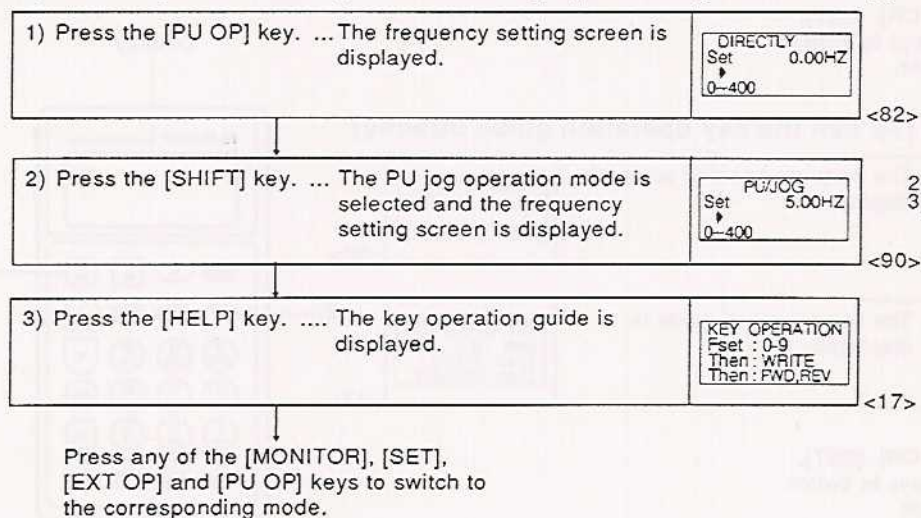 1) Press the [PU OP] key. ... The frequency setting screen is
displayed.
DIRECTLY
Set 0.00HZ
0–400
<82>
2) Press the [SHIFT] key. ... The PU jog operation mode is
selected and the frequency
setting screen is displayed.
PU/JOG
Set 5.00HZ
0–400
<90>
2
3
3) Press the [HELP] key. .... The key operation guide is
displayed.
KEY OPERATION
Fset : 0-9
Then : WRITE
Then : FWD,REV
<17>
Press any of the [MONITOR], [SET],
[EXT OP] and [PU OP] keys to switch to
the corresponding mode.